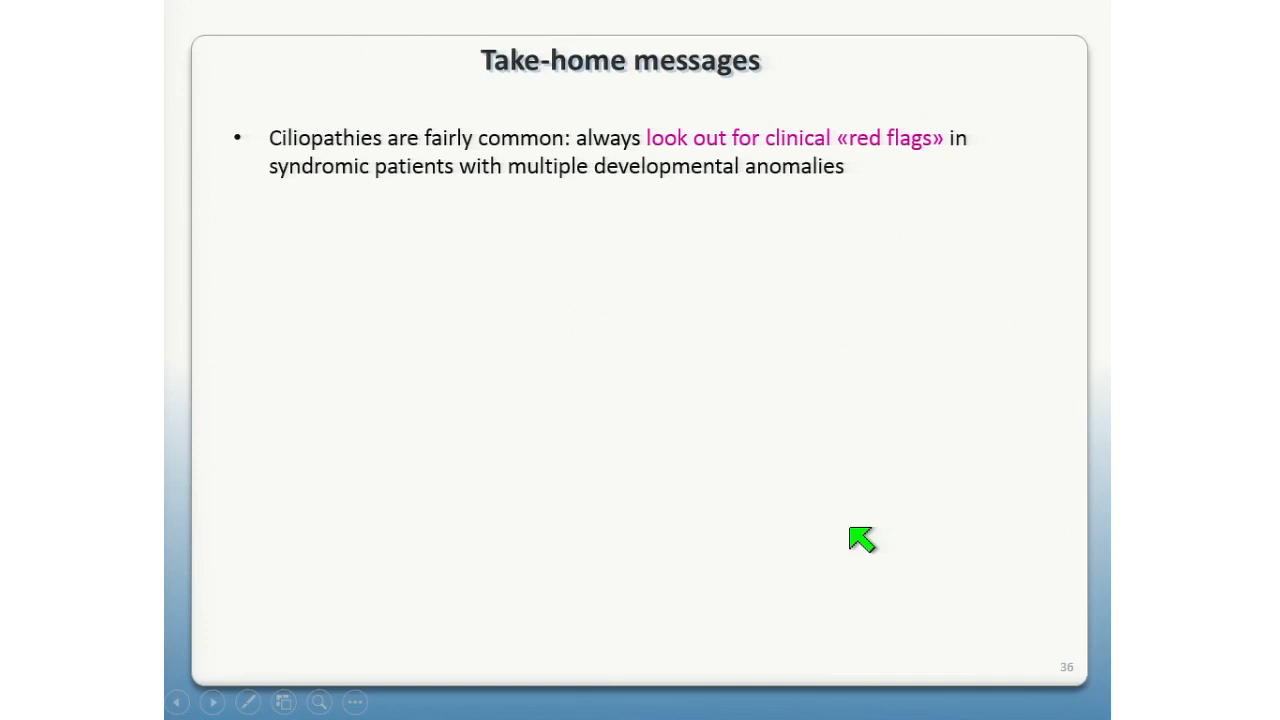 Take-home messages
• Ciliopathies are fairly common: always look out for clinical «red flags» in
syndromic patients with multiple developmental anomalies
36